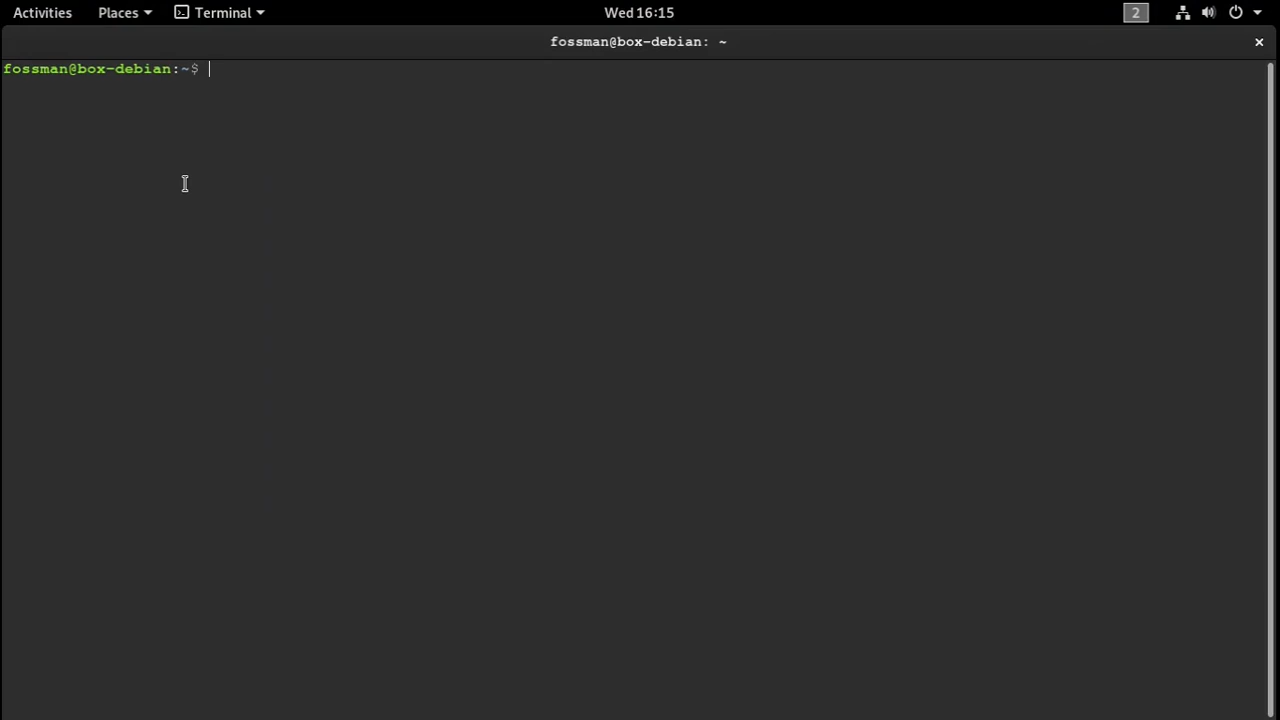 Activities Places Terminal Wed 16:15 2
fossman@box-debian: ~
fossman@box-debian:~$